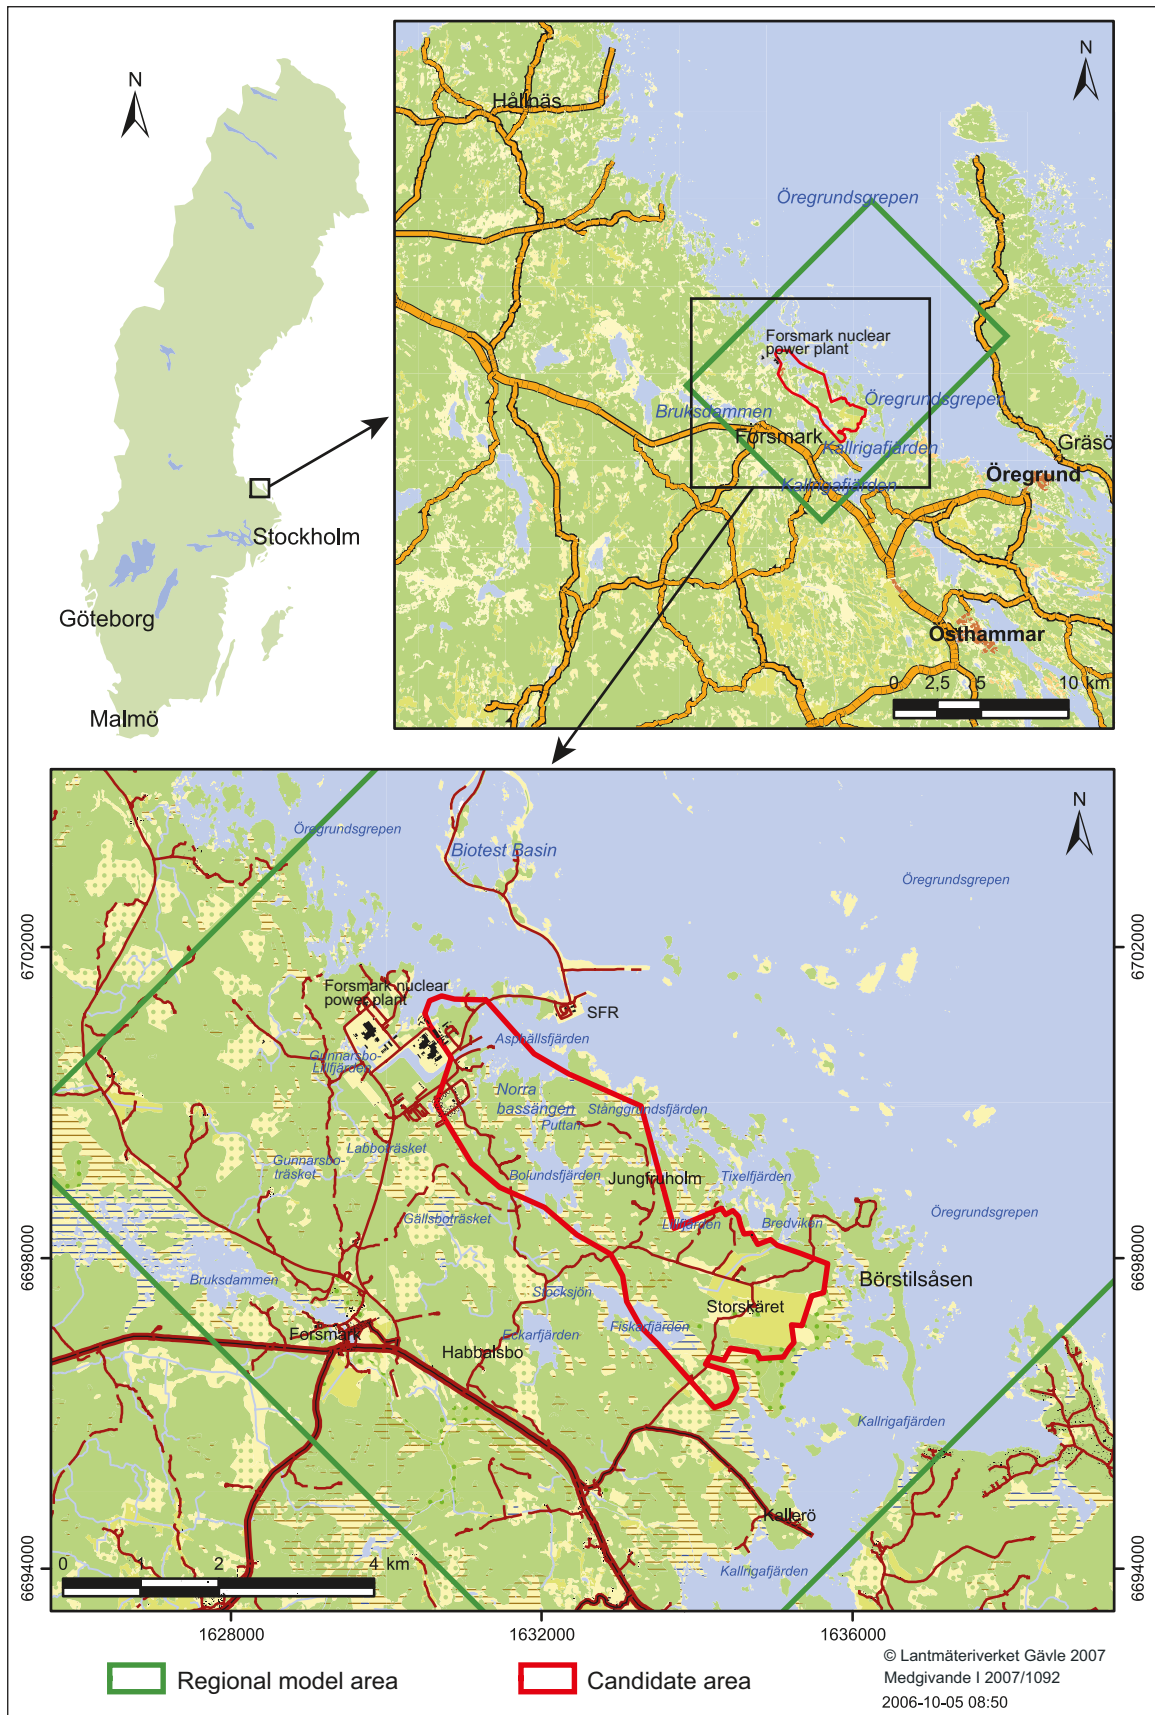 N
Stockholm
Göteborg
Malmö
N
Hållnäs
Öregrundsgrepen
Forsmark nuclear
power plant
Öregrundsgrepen
Bruksdammen
Forsmark
Kallrigafjärden
Kallrigafjärden
Gräsö
Öregrund
Östhammar
0 2,5 5 10 km
N
Öregrundsgrepen
Biotest Basin
Öregrundsgrepen
6702000
6702000
Forsmark nuclear
power plant
SFR
Asphällsfjärden
Gunnarsbo-
Lillfjärden
Norra
bassängen
Stånggrundsfjärden
Puttan
Labboträsket
Gunnarsbo-
träsket
Bolundsfjärden
Jungfruholm
Tixelfjärden
Gällsboträsket
Lillfjärden
Bredviken
Öregrundsgrepen
6698000
6698000
Bruksdammen
Stocksjön
Börstilsåsen
Storskäret
Forsmark
Eckarfjärden
Fiskarfjärden
Habbalsbo
Kallrigafjärden
Kallerö
Kallrigafjärden
6694000
6694000
0 1 2 4 km
1628000
1632000
1636000
Regional model area
Candidate area
© Lantmäteriverket Gävle 2007
Medgivande I 2007/1092
2006-10-05 08:50